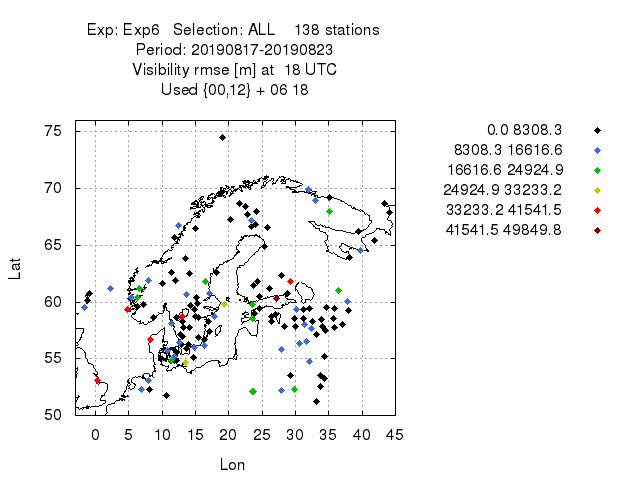 Exp: Exp6 Selection: ALL 138 stations
Period: 20190817-20190823
Visibility rmse [m] at 18 UTC
Used {00,12} + 06 18
0.0 8308.3
8308.3 16616.6
16616.6 24924.9
24924.9 33233.2
33233.2 41541.5
41541.5 49849.8
75
70
65
60
55
50
Lat
0 5 10 15 20 25 30 35 40 45
Lon